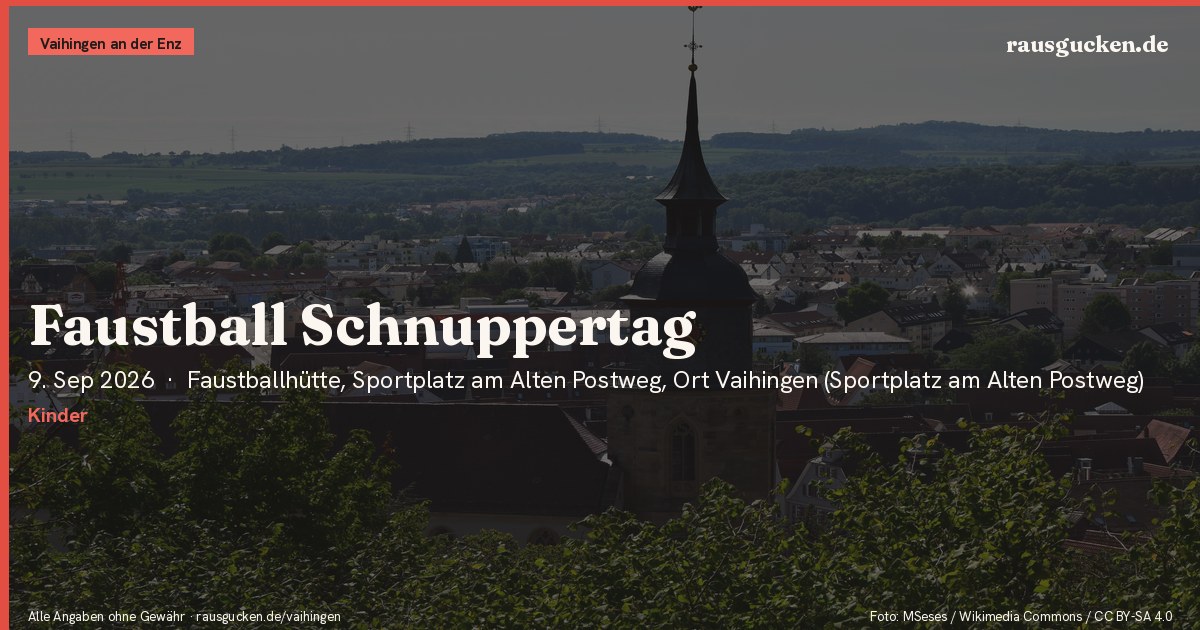 Vaihingen an der Enz
rausgucken.de
Faustball Schnuppertag
9. Sep 2026 · Faustballhütte, Sportplatz am Alten Postweg, Ort Vaihingen (Sportplatz am Alten Postweg)
Kinder
Alle Angaben ohne Gewähr · rausgucken.de/vaihingen
Foto: MSeses / Wikimedia Commons / CC BY-SA 4.0